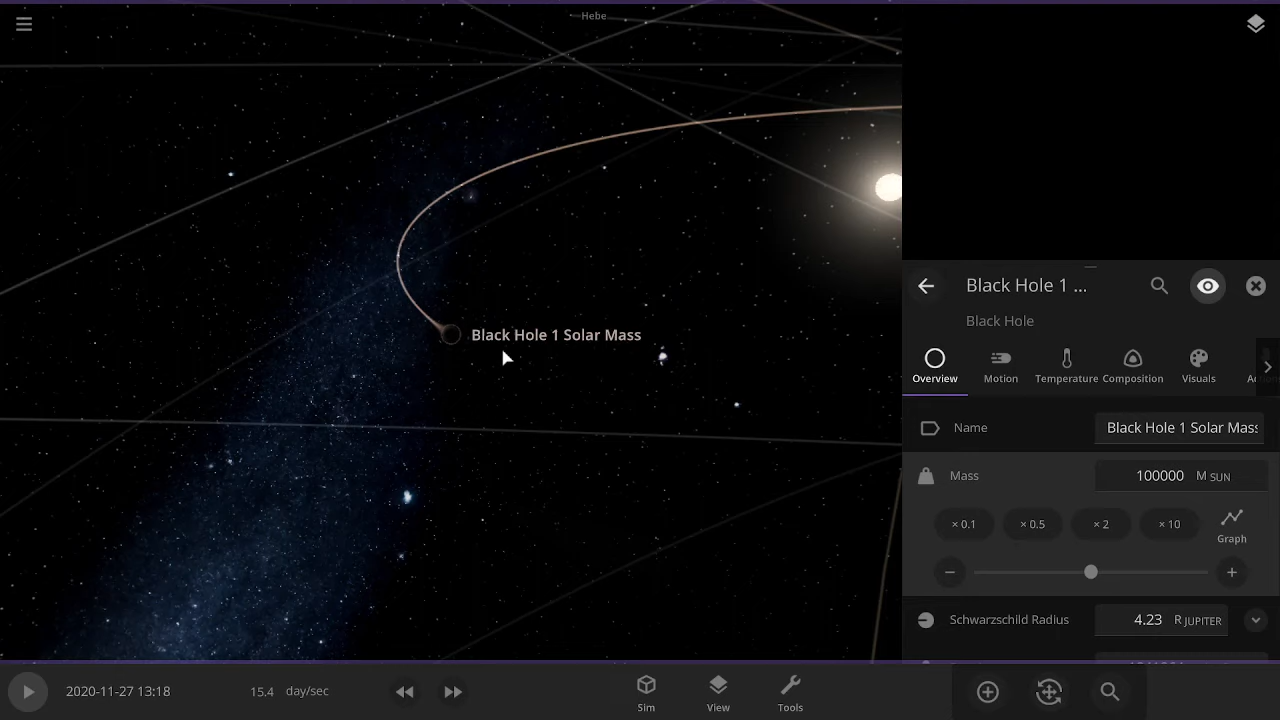 Hebe
Black Hole 1 Solar Mass
Black Hole 1 ...
Black Hole
Overview
Motion
Temperature
Composition
Visuals
Name
Black Hole 1 Solar Mass
Mass
100000 M SUN
× 0.1
× 0.5
× 2
× 10
Graph
Schwarzschild Radius
4.23 R JUPITER
2020-11-27 13:18
15.4 day/sec
Sim
View
Tools